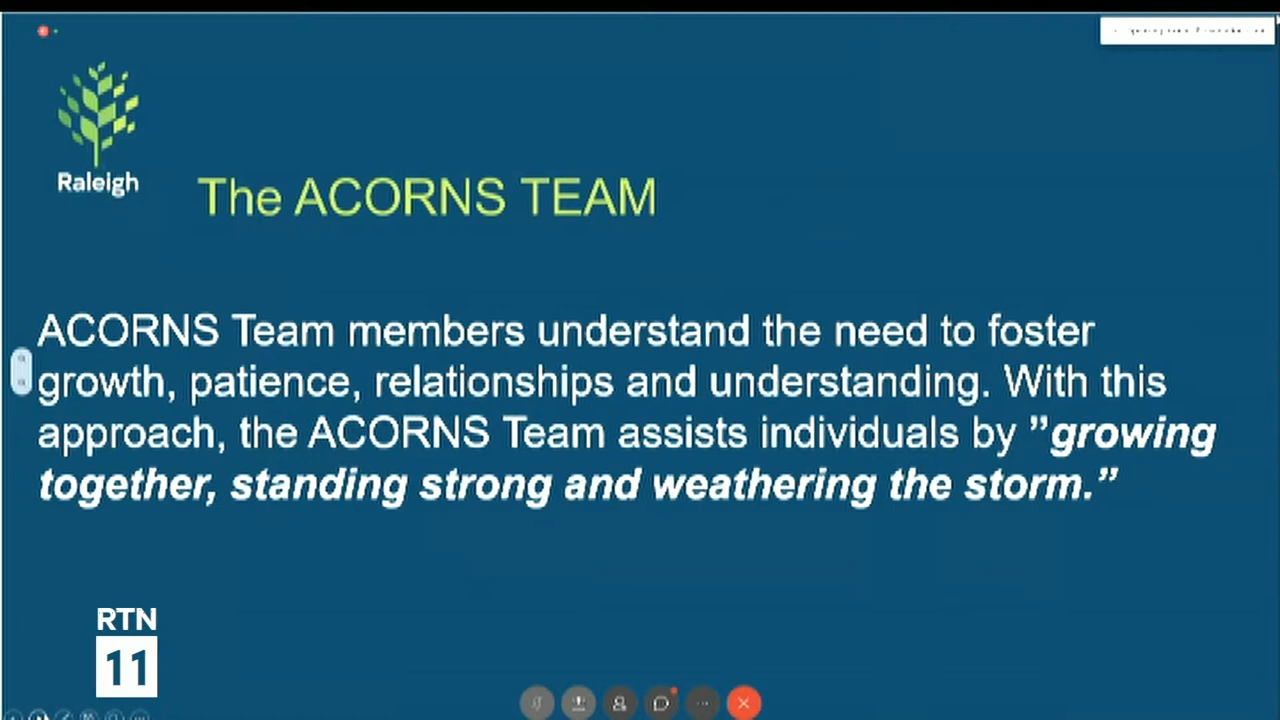 Raleigh
The ACORNS TEAM
ACORNS Team members understand the need to foster
growth, patience, relationships and understanding. With this
approach, the ACORNS Team assists individuals by ”growing
together, standing strong and weathering the storm.”
RTN
11